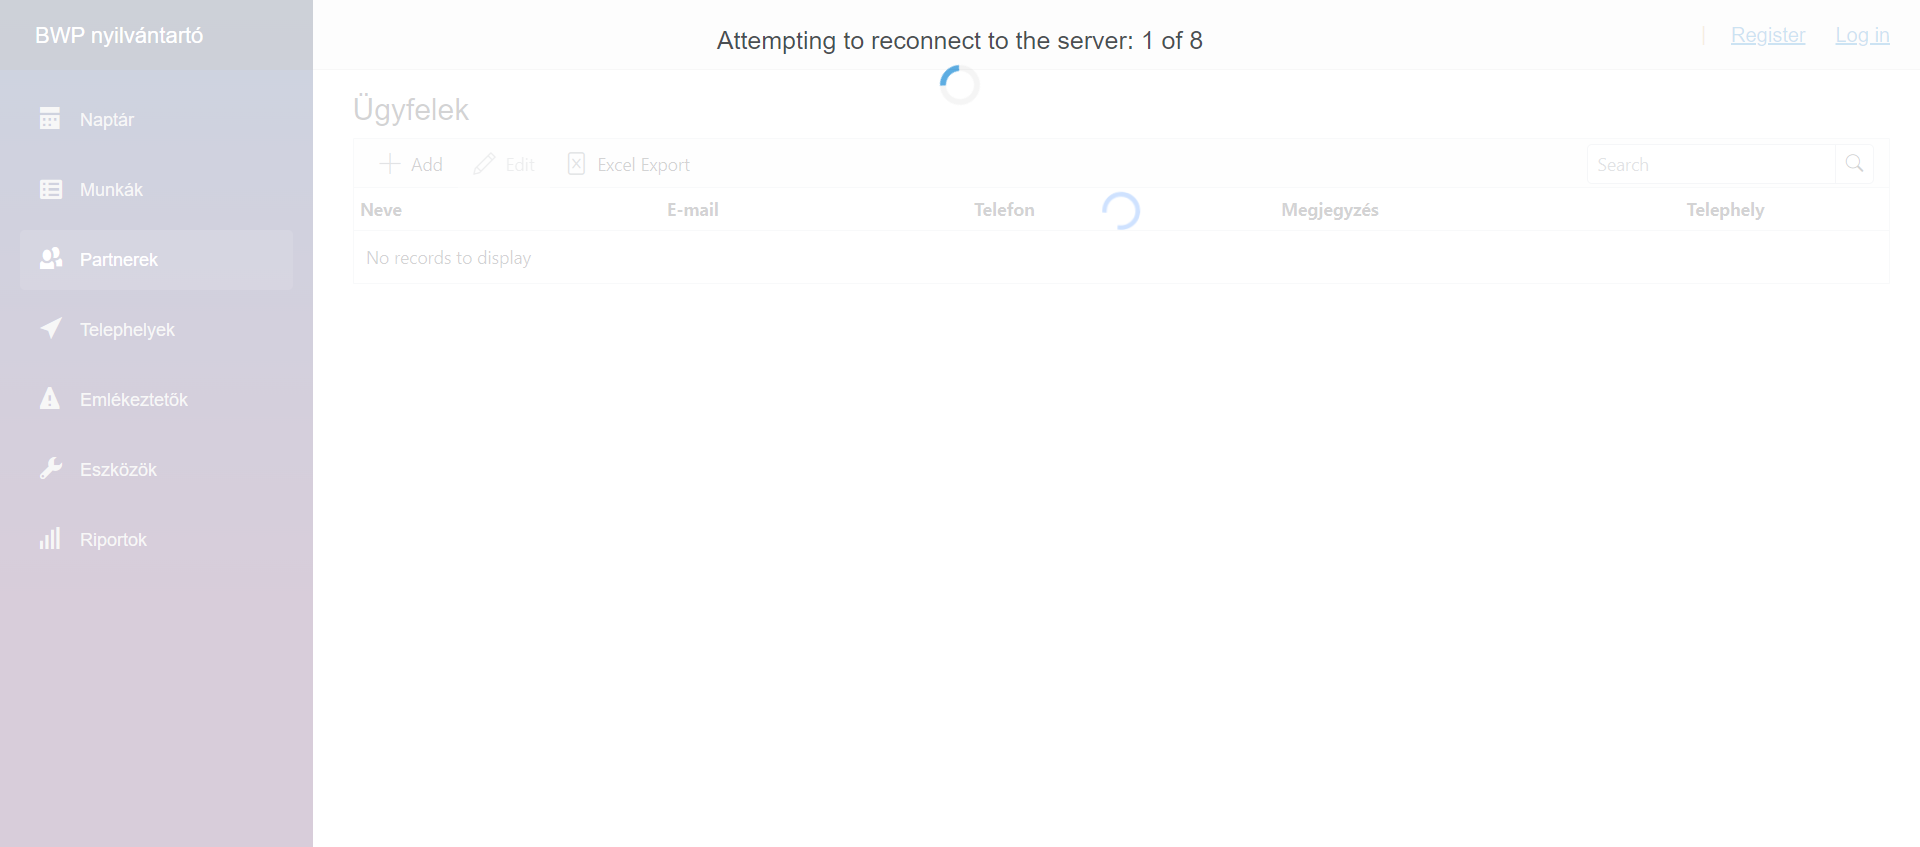 BWP nyilvántartó
Attempting to reconnect to the server: 1 of 8
Register Log in
Naptár
Munkák
Partnerek
Telephelyek
Emlékeztetők
Eszközök
Riportok
Ügyfelek
Add Edit Excel Export Search
Neve E-mail Telefon Megjegyzés Telephely
No records to display